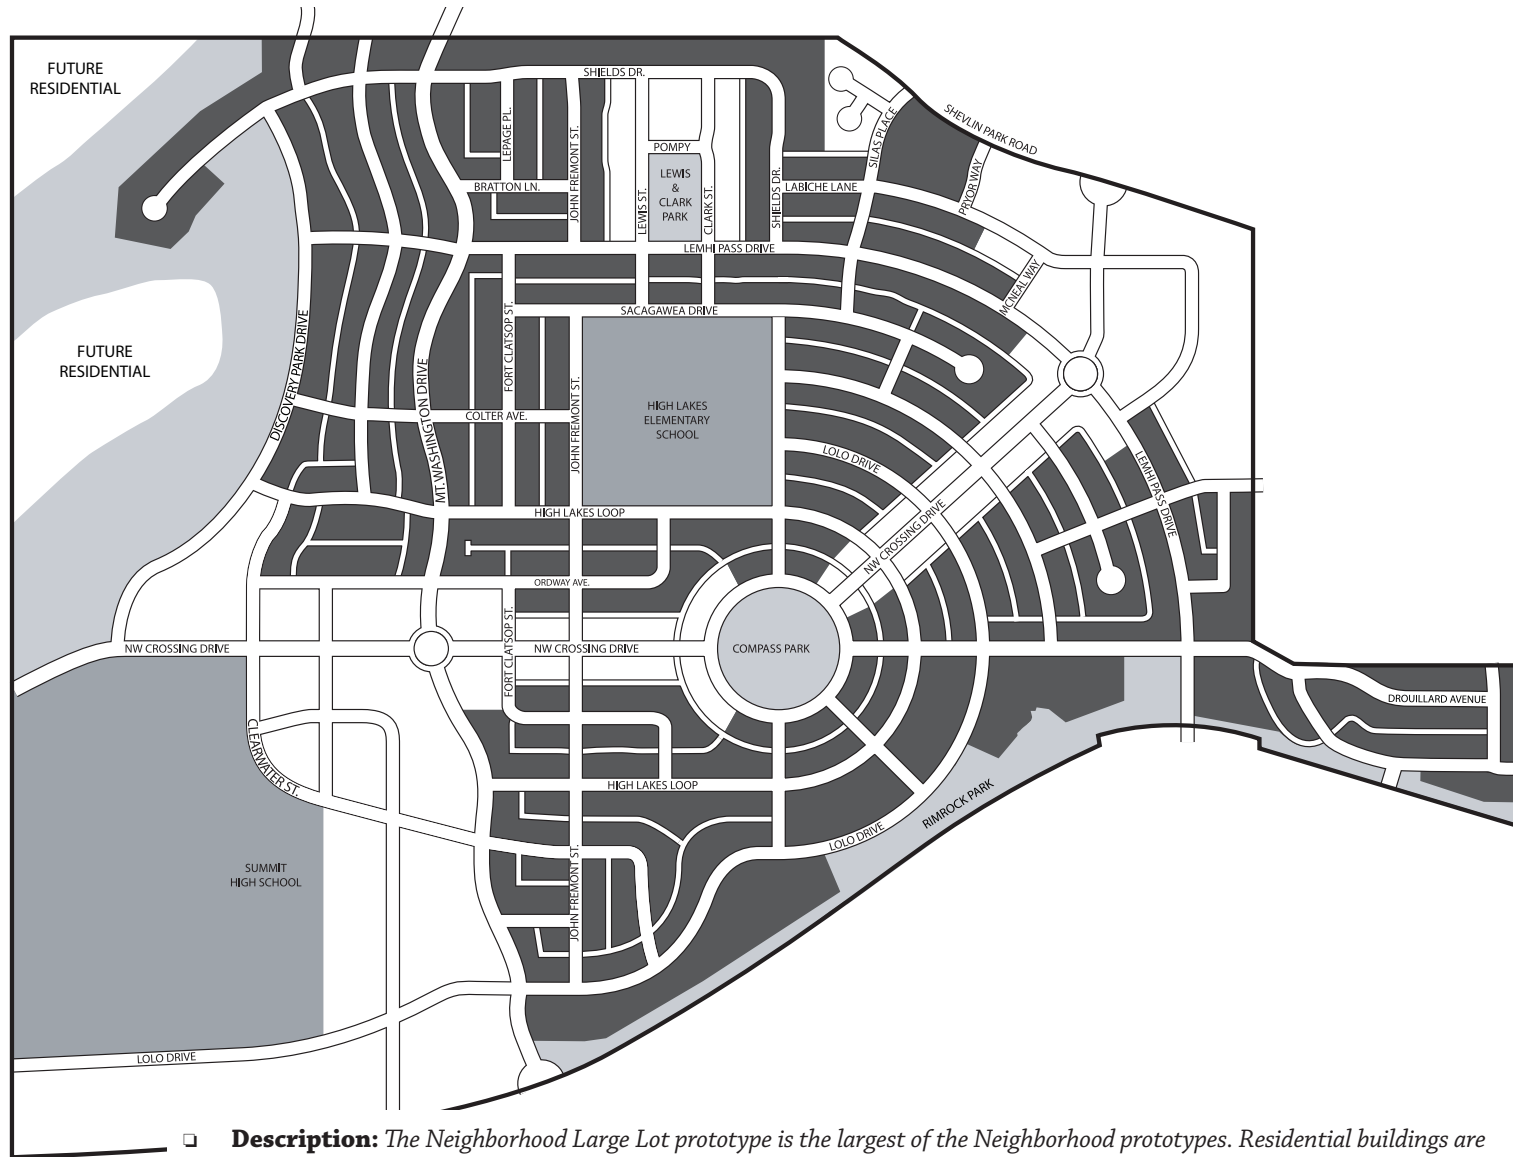 FUTURE
RESIDENTIAL
SHIELDS DR.
SHEVLIN PARK ROAD
LEPAGE PL.
JOHN FREMONT ST.
POMPY
SILAS PLACE
LEWIS
&
CLARK
PARK
BRATTON LN.
LABICHE LANE
PRYOR WAY
LEWIS ST.
CLARK ST.
SHIELDS DR.
LEMHI PASS DRIVE
MCNEAL WAY
SACAGAWEA DRIVE
FUTURE
RESIDENTIAL
DISCOVERY PARK DRIVE
MT. WASHINGTON DRIVE
FORT CLATSOP ST.
COLTER AVE.
JOHN FREMONT ST.
HIGH LAKES
ELEMENTARY
SCHOOL
LOLO DRIVE
LEMHI PASS DRIVE
HIGH LAKES LOOP
NW CROSSING DRIVE
ORDWAY AVE.
FORT CLATSOP ST.
NW CROSSING DRIVE
NW CROSSING DRIVE
COMPASS PARK
DROUILLARD AVENUE
CLEARWATER ST.
HIGH LAKES LOOP
RIMROCK PARK
LOLO DRIVE
SUMMIT
HIGH SCHOOL
JOHN FREMONT ST.
LOLO DRIVE
❏ Description: The Neighborhood Large Lot prototype is the largest of the Neighborhood prototypes. Residential buildings are